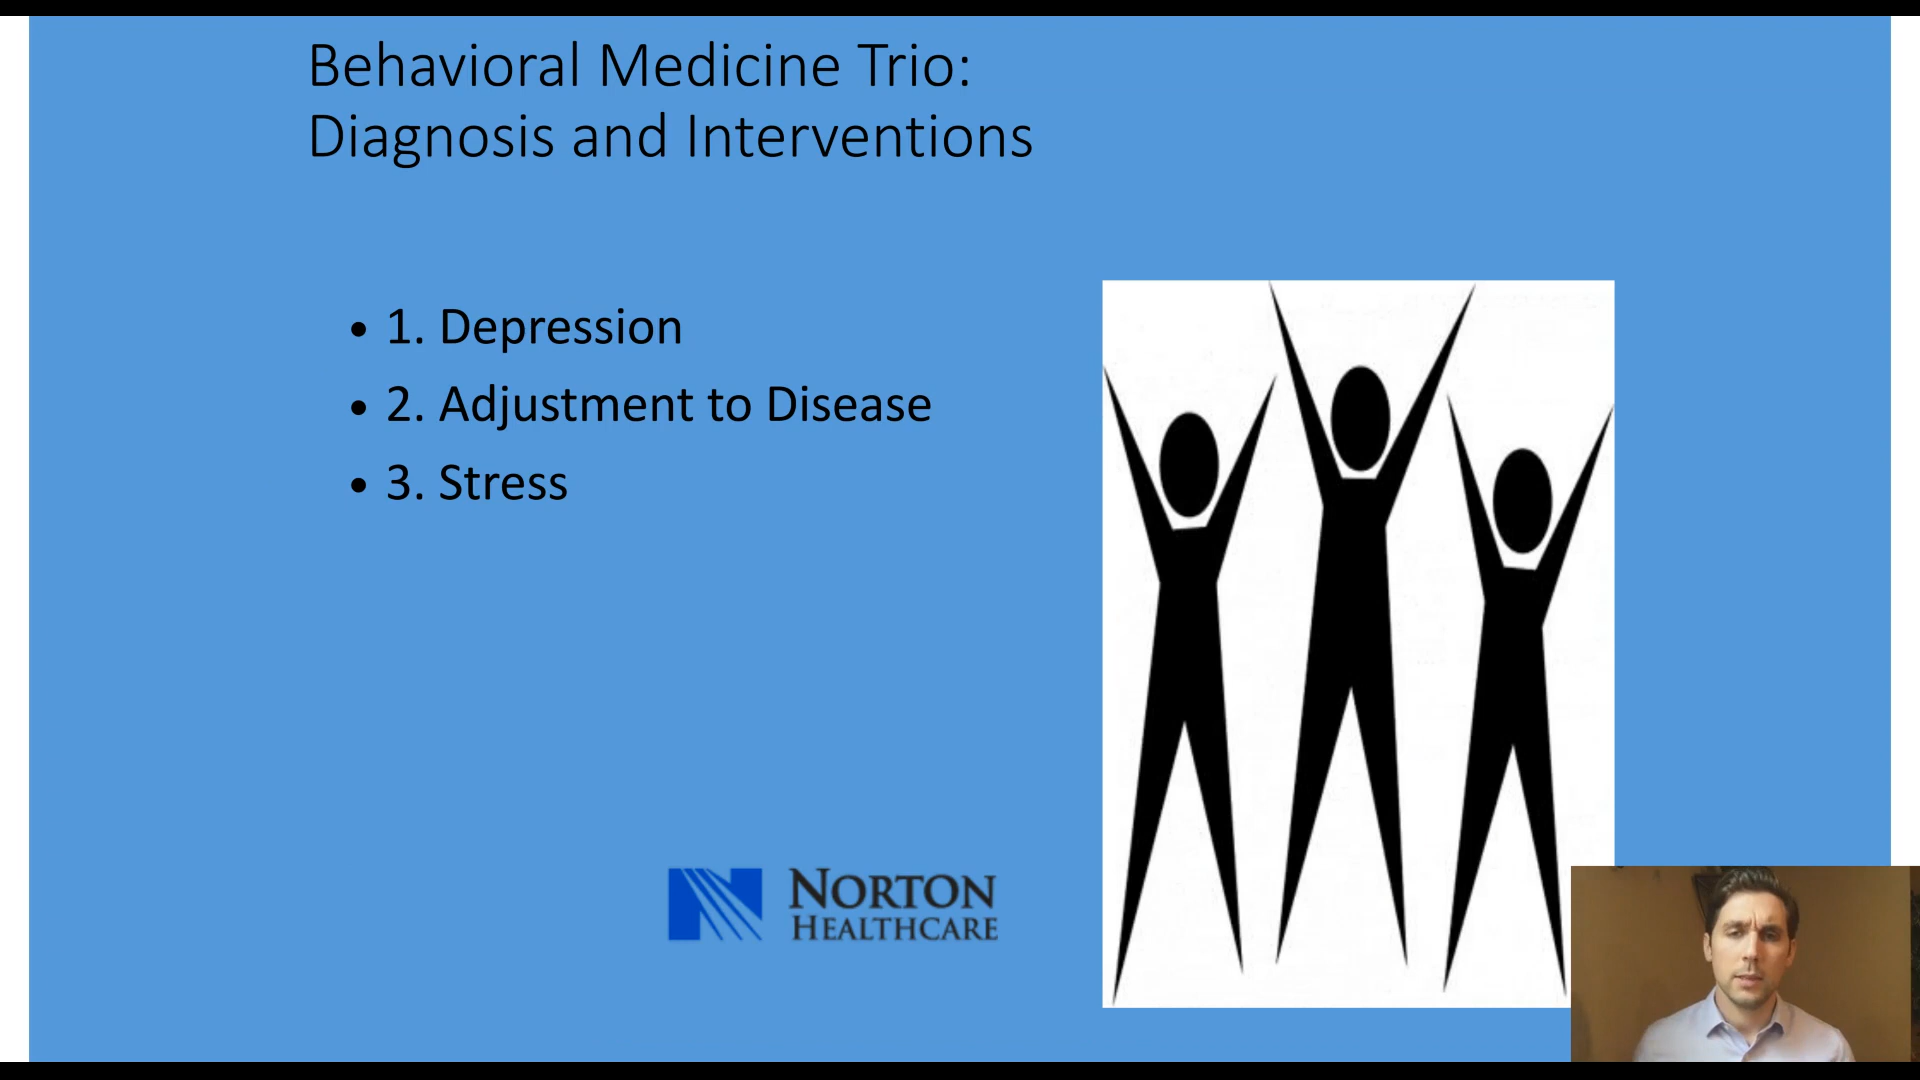 Behavioral Medicine Trio:
Diagnosis and Interventions
• 1. Depression
• 2. Adjustment to Disease
• 3. Stress
NORTON
HEALTHCARE